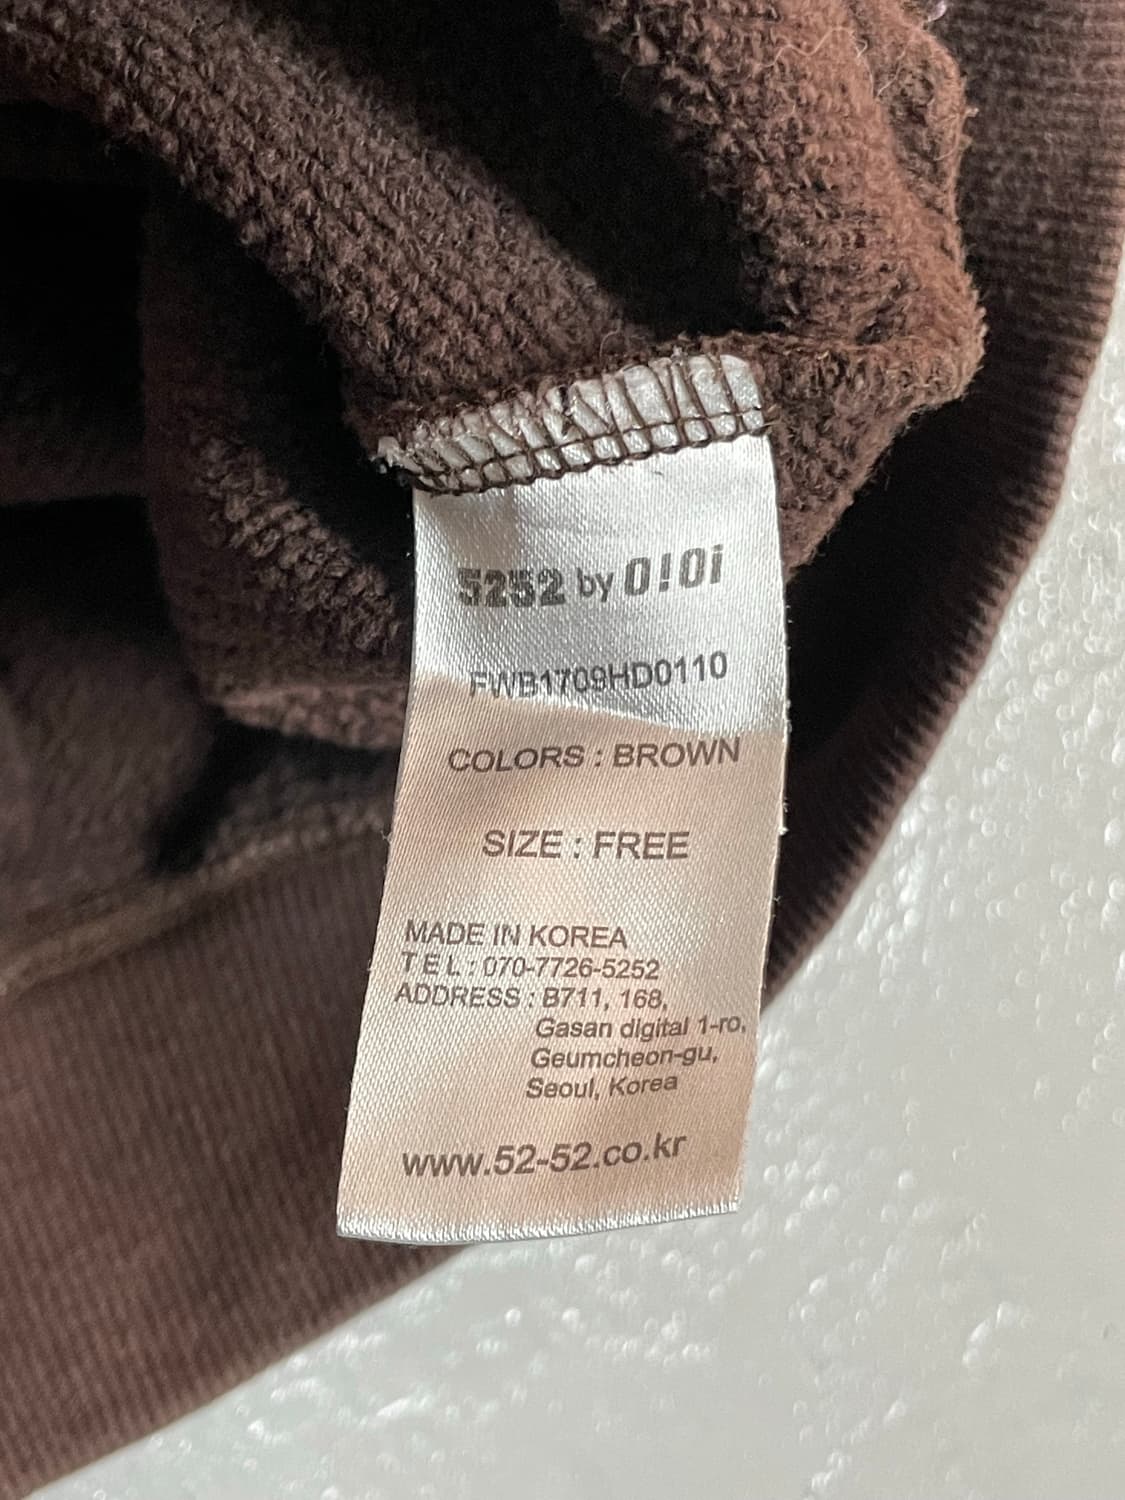 5252 by O!Oi
FWB1709HD0110
COLORS : BROWN
SIZE : FREE
MADE IN KOREA
TEL : 070-7726-5252
ADDRESS : B711, 168,
Gasan digital 1-ro,
Geumcheon-gu,
Seoul, Korea
www.52-52.co.kr